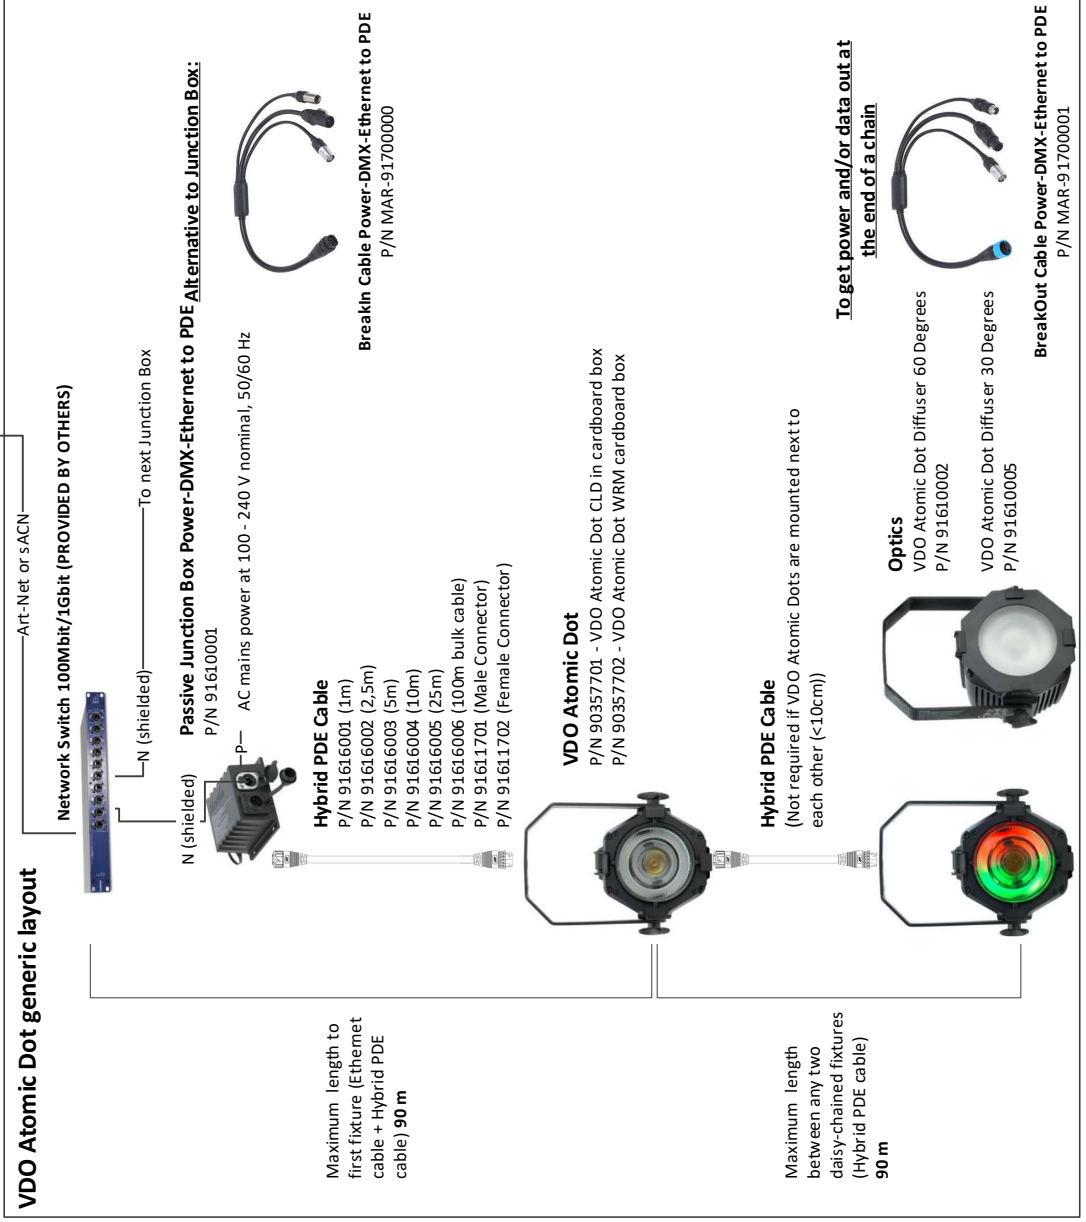 VDO Atomic Dot generic layout
Art-Net or sACN
Network Switch 100Mbit/1Gbit (PROVIDED BY OTHERS)
N (shielded)
To next Junction Box
N (shielded)
Passive Junction Box Power-DMX-Ethernet to PDE
P/N 91610001
P
AC mains power at 100 - 240 V nominal, 50/60 Hz
Alternative to Junction Box:
BreakIn Cable Power-DMX-Ethernet to PDE
P/N MAR-91700000
Hybrid PDE Cable
P/N 91616001 (1m)
P/N 91616002 (2,5m)
P/N 91616003 (5m)
P/N 91616004 (10m)
P/N 91616005 (25m)
P/N 91616006 (100m bulk cable)
P/N 91611701 (Male Connector)
P/N 91611702 (Female Connector)
Maximum length to
first fixture (Ethernet
cable + Hybrid PDE
cable) 90 m
VDO Atomic Dot
P/N 90357701 - VDO Atomic Dot CLD in cardboard box
P/N 90357702 - VDO Atomic Dot WRM cardboard box
Hybrid PDE Cable
(Not required if VDO Atomic Dots are mounted next to
each other (<10cm))
Maximum length
between any two
daisy-chained fixtures
(Hybrid PDE cable)
90 m
Optics
VDO Atomic Dot Diffuser 60 Degrees
P/N 91610002
VDO Atomic Dot Diffuser 30 Degrees
P/N 91610005
To get power and/or data out at
the end of a chain
BreakOut Cable Power-DMX-Ethernet to PDE
P/N MAR-91700001